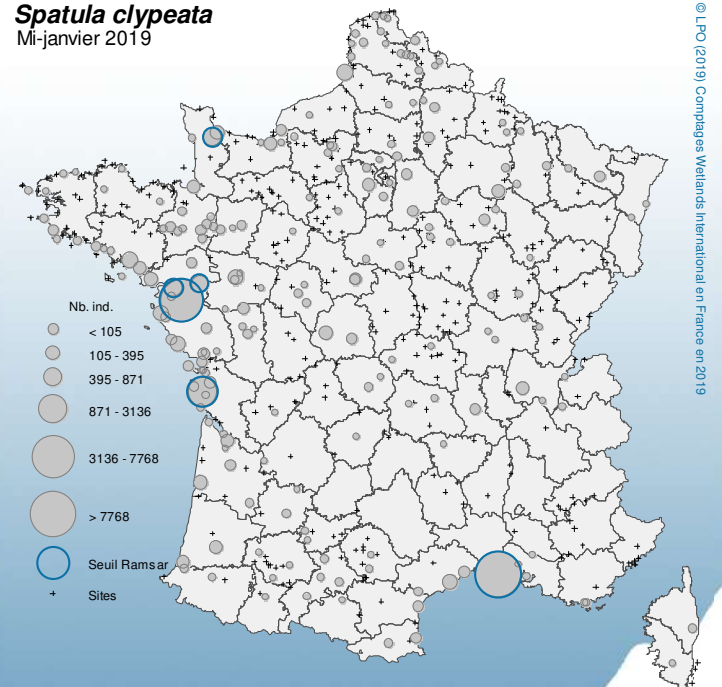 Spatula clypeata
Mi-janvier 2019
© LPO (2019) Comptages Wetlands International en France en 2019
Nb. ind.
< 105
105 - 395
395 - 871
871 - 3136
3136 - 7768
> 7768
Seuil Ramsar
Sites